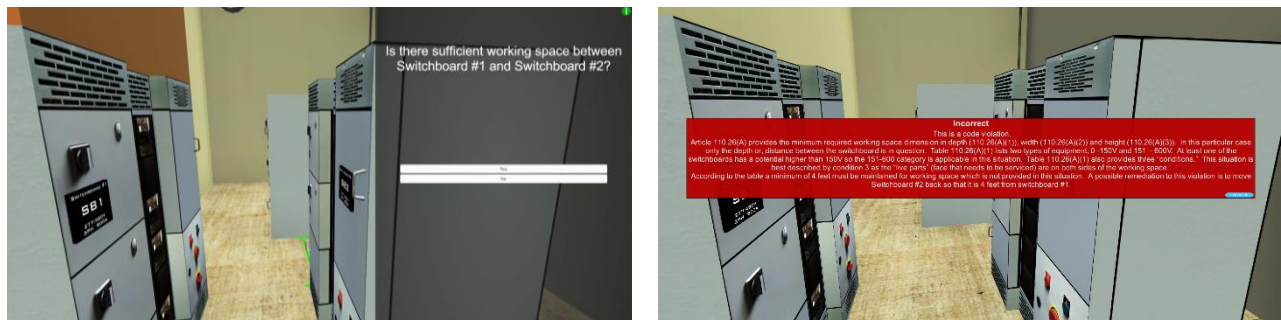 Is there sufficient working space between
Switchboard #1 and Switchboard #2?
Yes
No
SWITCHBOARD #1
SB1
277/480V
3PH 800A
Incorrect
This is a code violation.
Article 110.26(A) provides the minimum required working space dimension in depth (110.26(A)(1)), width (110.26(A)(2)) and height (110.26(A)(3)). In this particular case
only the depth or, distance between the switchboard is in question. Table 110.26(A)(1) lists two types of equipment; 0 -150V and 151 – 600V. At least one of the
switchboards has a potential higher than 150V so the 151-600 category is applicable in this situation. Table 110.26(A)(1) also provides three "conditions." This situation is
best described by condition 3 as the "live parts" (face that needs to be serviced) are on both sides of the working space.
According to the table a minimum of 4 feet must be maintained for working space which is not provided in this situation. A possible remediation to this violation is to move
Switchboard #2 back so that it is 4 feet from switchboard #1.
SB1